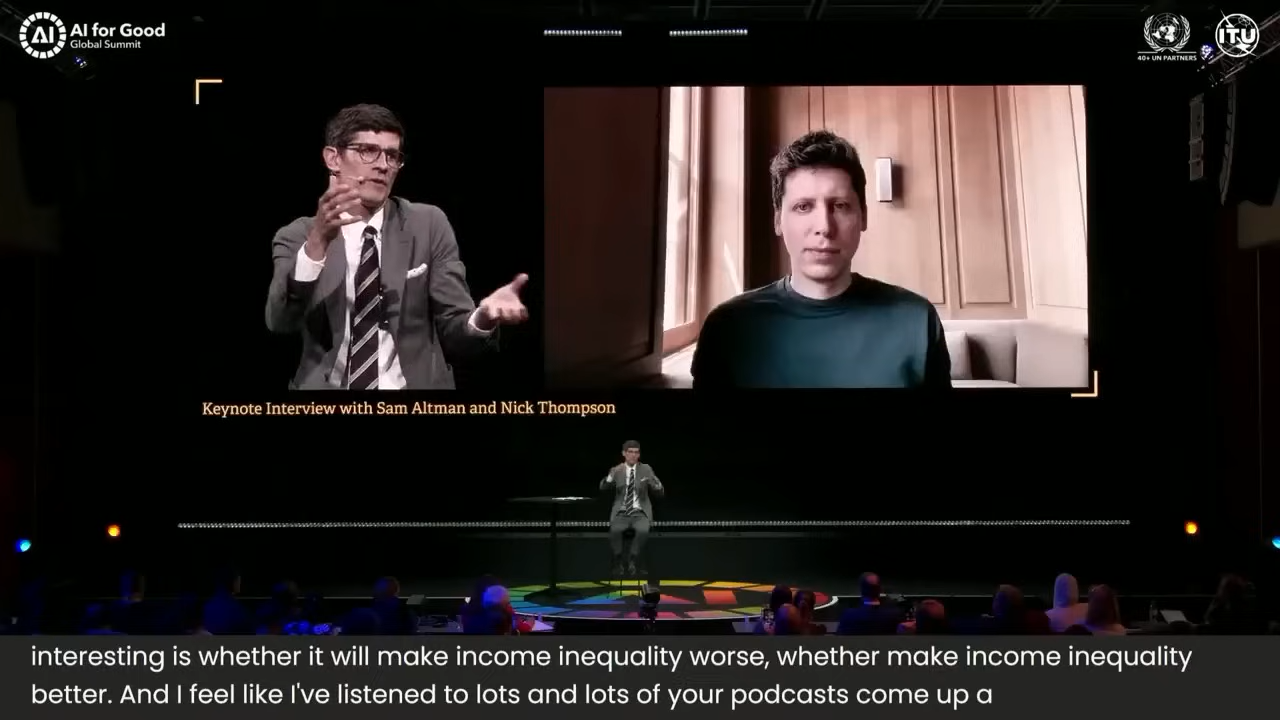 AI
AI for Good
Global Summit
40+ UN PARTNERS
ITU
Keynote Interview with Sam Altman and Nick Thompson
interesting is whether it will make income inequality worse, whether make income inequality
better. And I feel like I've listened to lots and lots of your podcasts come up a